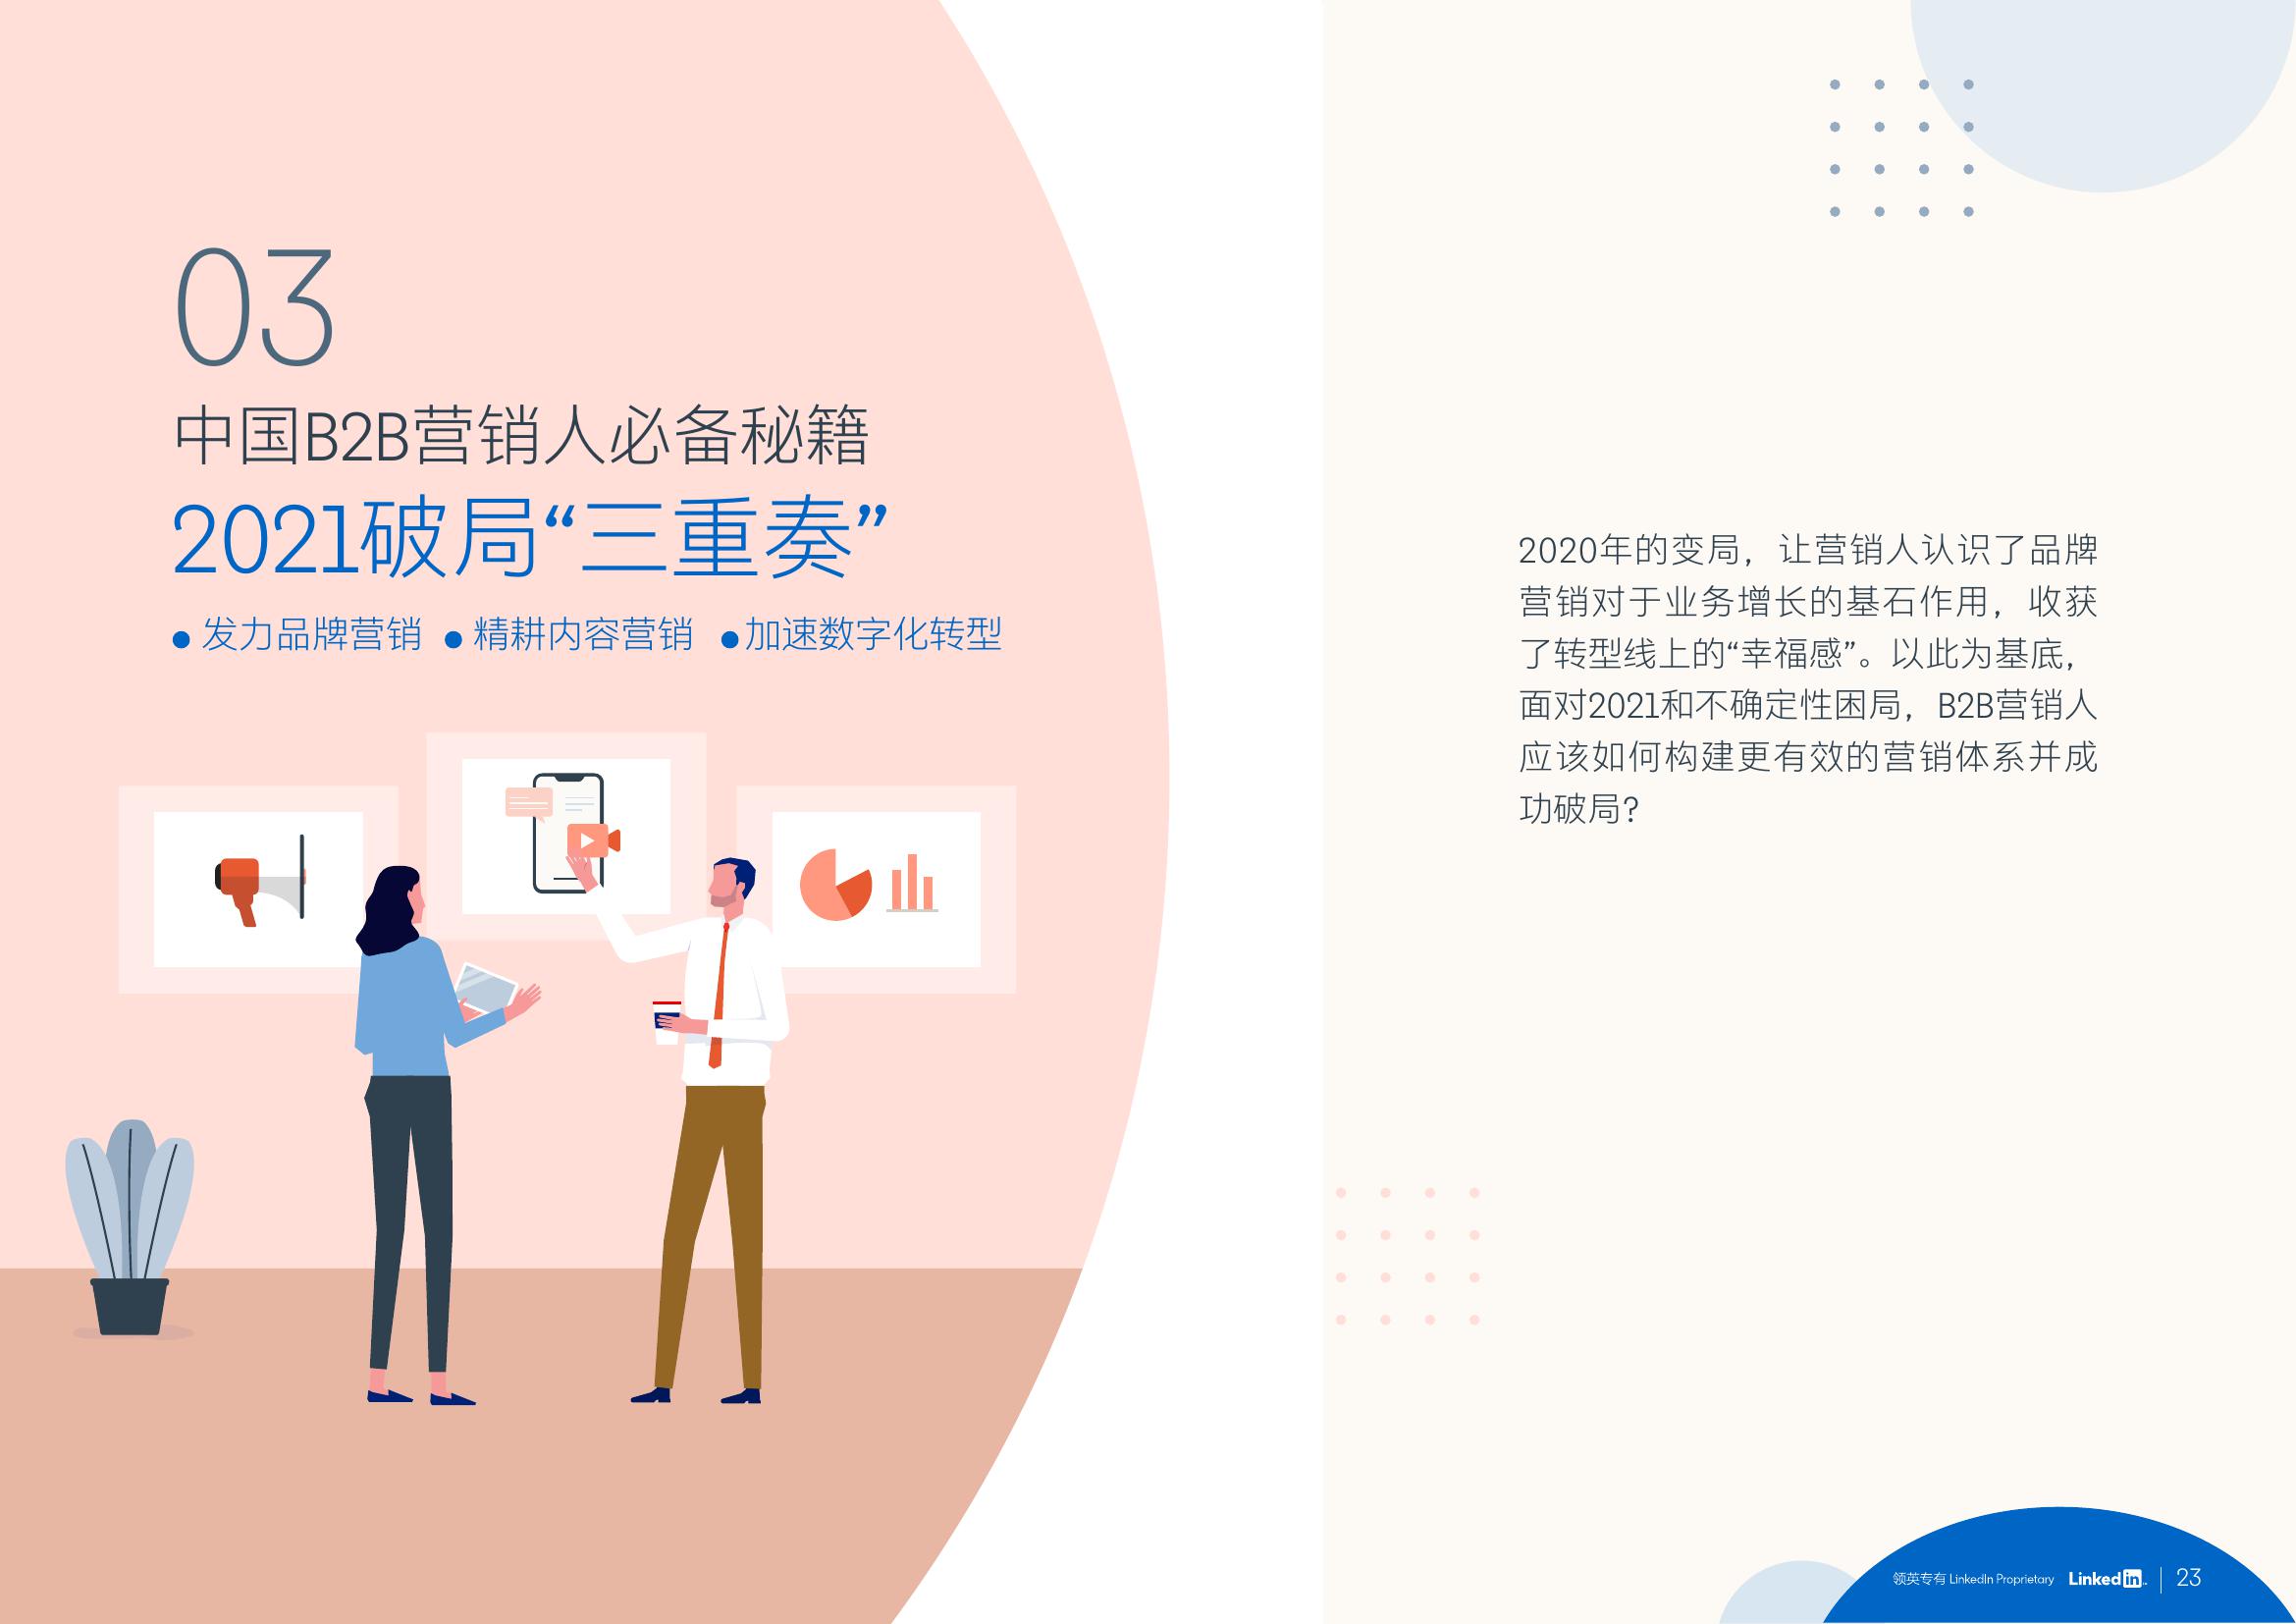 03
中国B2B营销人必备秘籍
2021破局“三重奏”
● 发力品牌营销 ● 精耕内容营销 ● 加速数字化转型
2020年的变局，让营销人认识了品牌
营销对于业务增长的基石作用，收获
了转型线上的“幸福感”。以此为基底，
面对2021和不确定性困局，B2B营销人
应该如何构建更有效的营销体系并成
功破局？
领英专有 LinkedIn Proprietary LinkedIn | 23